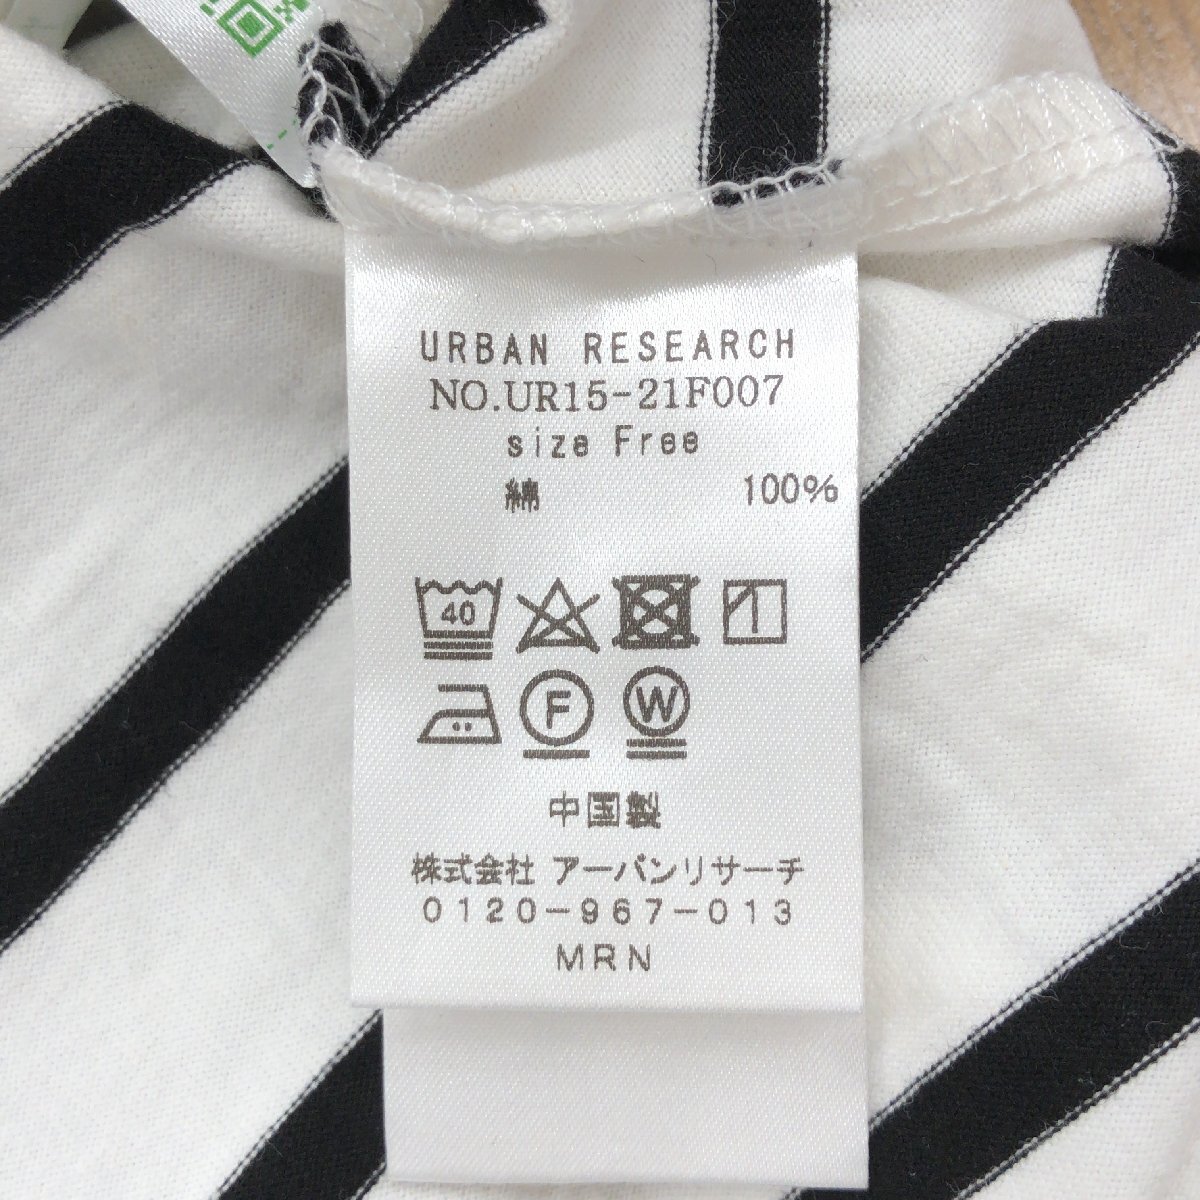 URBAN RESEARCH
NO.UR15-21F007
size Free
綿 100%
40
F W
中国製
株式会社 アーバンリサーチ
0120-967-013
MRN